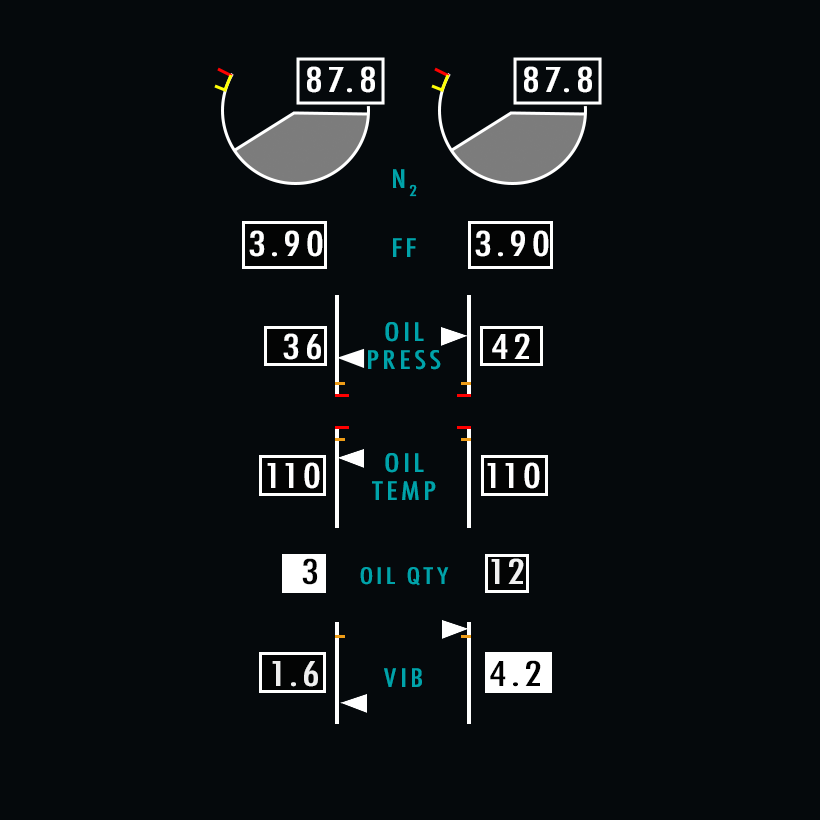 87.8 87.8
N2
3.90 FF 3.90
OIL
36 PRESS 42
OIL
110 TEMP 110
3 OIL QTY 12
1.6 VIB 4.2